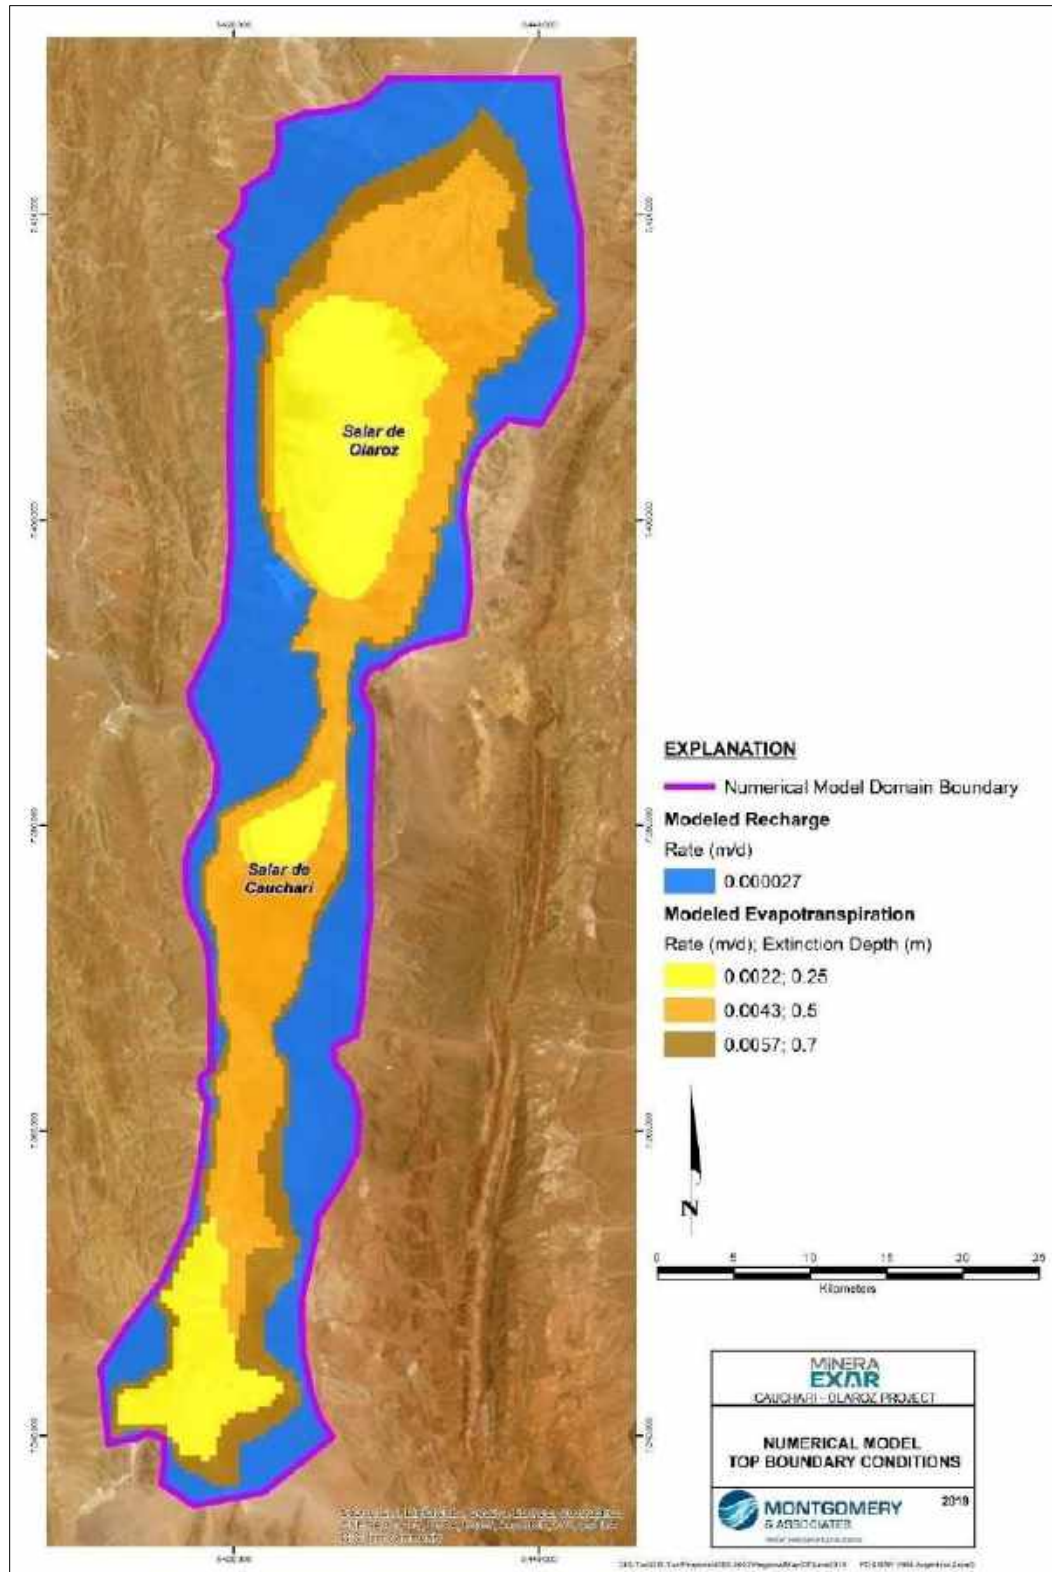 Salar de
Olaroz
Salar de
Cauchari
EXPLANATION
Numerical Model Domain Boundary
Modeled Recharge
Rate (m/d)
0.000027
Modeled Evapotranspiration
Rate (m/d); Extinction Depth (m)
0.0022; 0.25
0.0043; 0.5
0.0057; 0.7
N
0 5 10 15 20 25
Kilometers
MINERA
EXAR
CAUCHARI - OLAROZ PROJECT
NUMERICAL MODEL
TOP BOUNDARY CONDITIONS
MONTGOMERY
& ASSOCIATES
2019